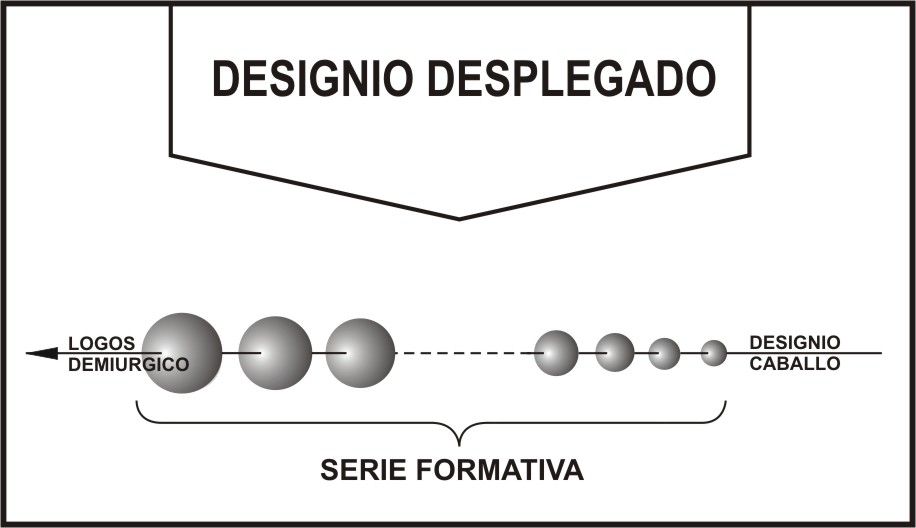 DESIGNIO DESPLEGADO
LOGOS
DEMIURGICO
DESIGNIO
CABALLO
SERIE FORMATIVA